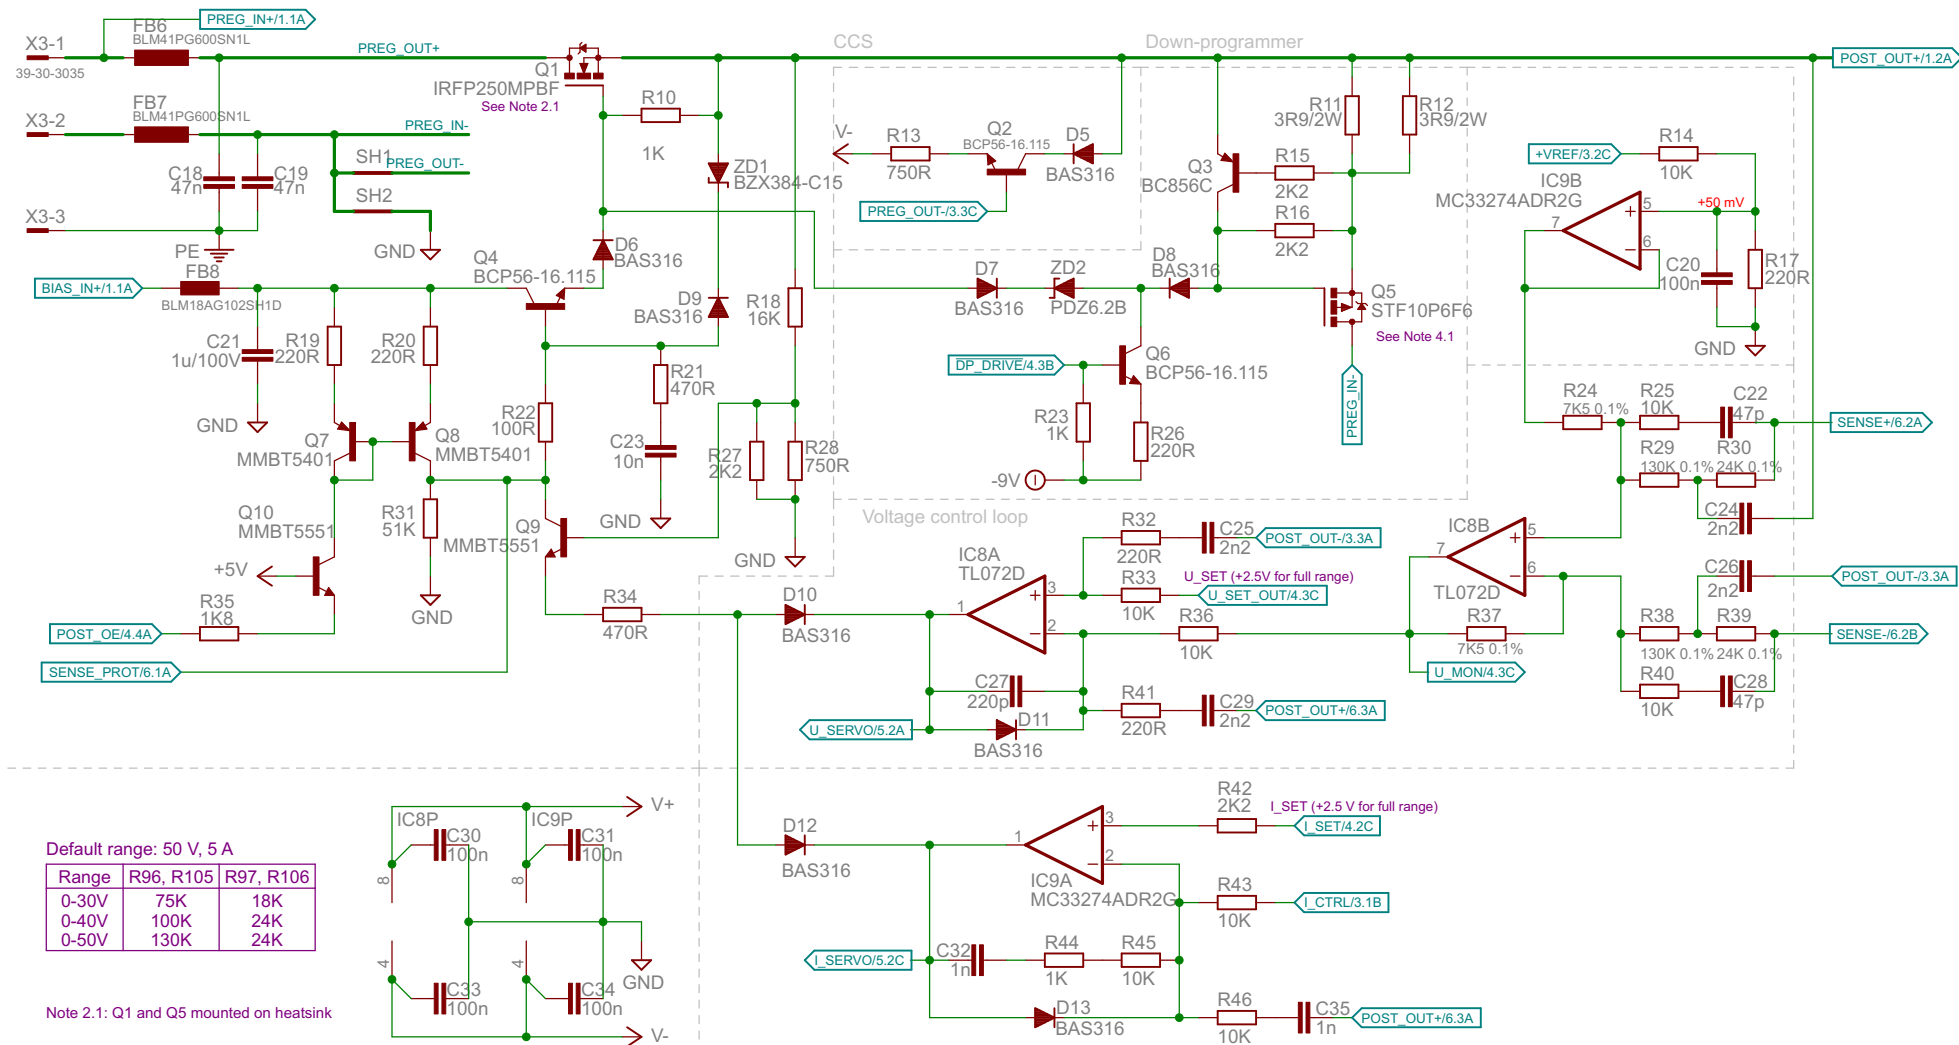 PREG_IN+/1.1A
X3-1
39-30-3035
FB6
BLM41PG600SN1L
PREG_OUT+
Q1
IRFP250MPBF
See Note 2.1
CCS
Down-programmer
POST_OUT+/1.2A
X3-2
FB7
BLM41PG600SN1L
PREG_IN-
SH1
PREG_OUT-
SH2
C18
47n
C19
47n
X3-3
PE
GND
R10
1K
ZD1
BZX384-C15
V-
R13
750R
Q2
BCP56-16.115
D5
BAS316
PREG_OUT-/3.3C
Q3
BC856C
R11
3R9/2W
R12
3R9/2W
R15
2K2
R16
2K2
+VREF/3.2C
R14
10K
IC9B
MC33274ADR2G
+50 mV
5
6
7
C20
100n
R17
220R
GND
BIAS_IN+/1.1A
FB8
BLM18AG102SH1D
Q4
BCP56-16.115
D6
BAS316
D9
BAS316
R18
16K
D7
BAS316
ZD2
PDZ6.2B
D8
BAS316
Q5
STF10P6F6
See Note 4.1
PREG_IN-
C21
1u/100V
R19
220R
R20
220R
GND
Q7
MMBT5401
Q8
MMBT5401
R22
100R
R21
470R
C23
10n
GND
R27
2K2
R28
750R
GND
DP_DRIVE/4.3B
Q6
BCP56-16.115
R23
1K
R26
220R
-9V
R24
7K5 0.1%
R25
10K
C22
47p
SENSE+/6.2A
R29
130K 0.1%
R30
24K 0.1%
C24
2n2
Q10
MMBT5551
+5V
R31
51K
GND
Q9
MMBT5551
R35
1K8
POST_OE/4.4A
SENSE_PROT/6.1A
R34
470R
Voltage control loop
D10
BAS316
IC8A
TL072D
1
3
2
R32
220R
C25
2n2
POST_OUT-/3.3A
R33
10K
U_SET (+2.5V for full range)
U_SET_OUT/4.3C
R36
10K
IC8B
TL072D
7
5
6
R37
7K5 0.1%
U_MON/4.3C
C26
2n2
POST_OUT-/3.3A
R38
130K 0.1%
R39
24K 0.1%
SENSE-/6.2B
R40
10K
C28
47p
C27
220p
D11
BAS316
U_SERVO/5.2A
R41
220R
C29
2n2
POST_OUT+/6.3A
Default range: 50 V, 5 A
Range R96, R105 R97, R106
0-30V 75K 18K
0-40V 100K 24K
0-50V 130K 24K
Note 2.1: Q1 and Q5 mounted on heatsink
V+
IC8P
C30
100n
IC9P
C31
100n
8
8
4
4
GND
C33
100n
C34
100n
V-
D12
BAS316
IC9A
MC33274ADR2G
1
3
2
R42
2K2
I_SET (+2.5 V for full range)
I_SET/4.2C
R43
10K
I_CTRL/3.1B
I_SERVO/5.2C
C32
1n
R44
1K
R45
10K
D13
BAS316
R46
10K
C35
1n
POST_OUT+/6.3A